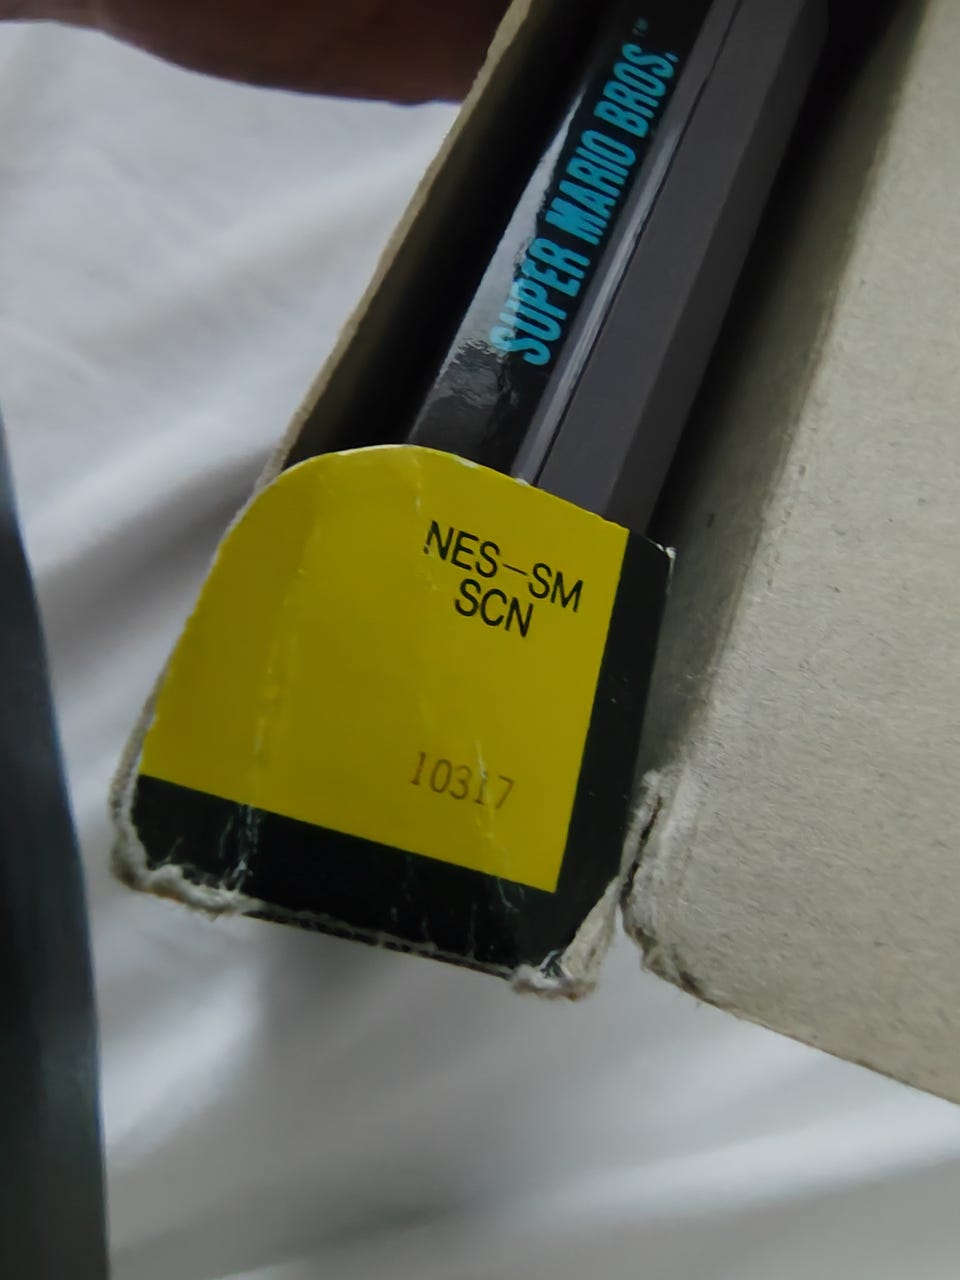 SUPER MARIO BROS.™
NES-SM
SCN
10317